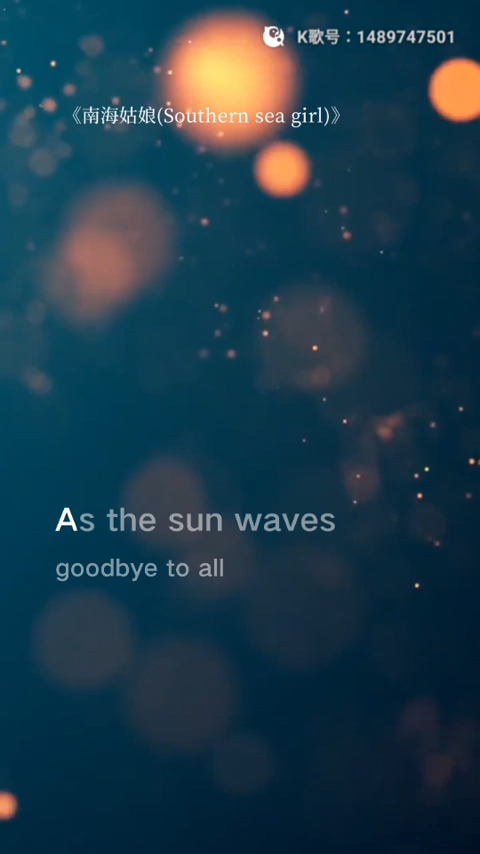 K歌号：1489747501
《南海姑娘(Southern sea girl)》
As the sun waves
goodbye to all